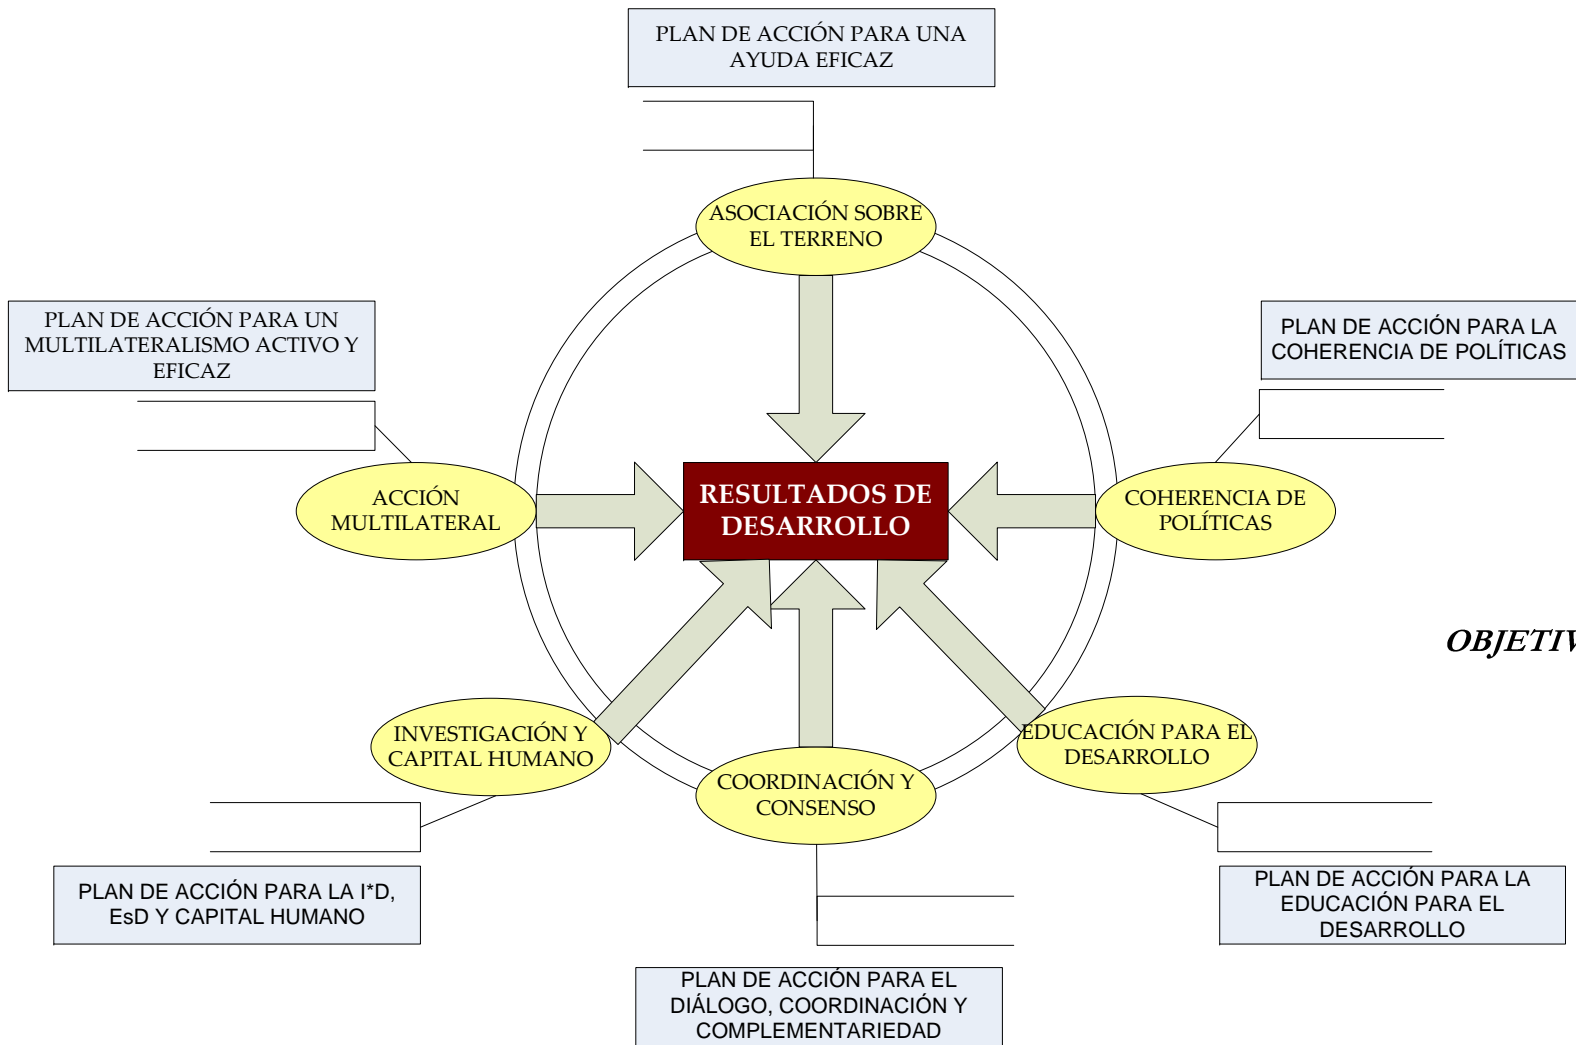 PLAN DE ACCIÓN PARA UNA
AYUDA EFICAZ
ASOCIACIÓN SOBRE
EL TERRENO
PLAN DE ACCIÓN PARA UN
MULTILATERALISMO ACTIVO Y
EFICAZ
PLAN DE ACCIÓN PARA LA
COHERENCIA DE POLÍTICAS
ACCIÓN
MULTILATERAL
RESULTADOS DE
DESARROLLO
COHERENCIA DE
POLÍTICAS
OBJETIV
INVESTIGACIÓN Y
CAPITAL HUMANO
COORDINACIÓN Y
CONSENSO
EDUCACIÓN PARA EL
DESARROLLO
PLAN DE ACCIÓN PARA LA I*D,
EsD Y CAPITAL HUMANO
PLAN DE ACCIÓN PARA EL
DIÁLOGO, COORDINACIÓN Y
COMPLEMENTARIEDAD
PLAN DE ACCIÓN PARA LA
EDUCACIÓN PARA EL
DESARROLLO